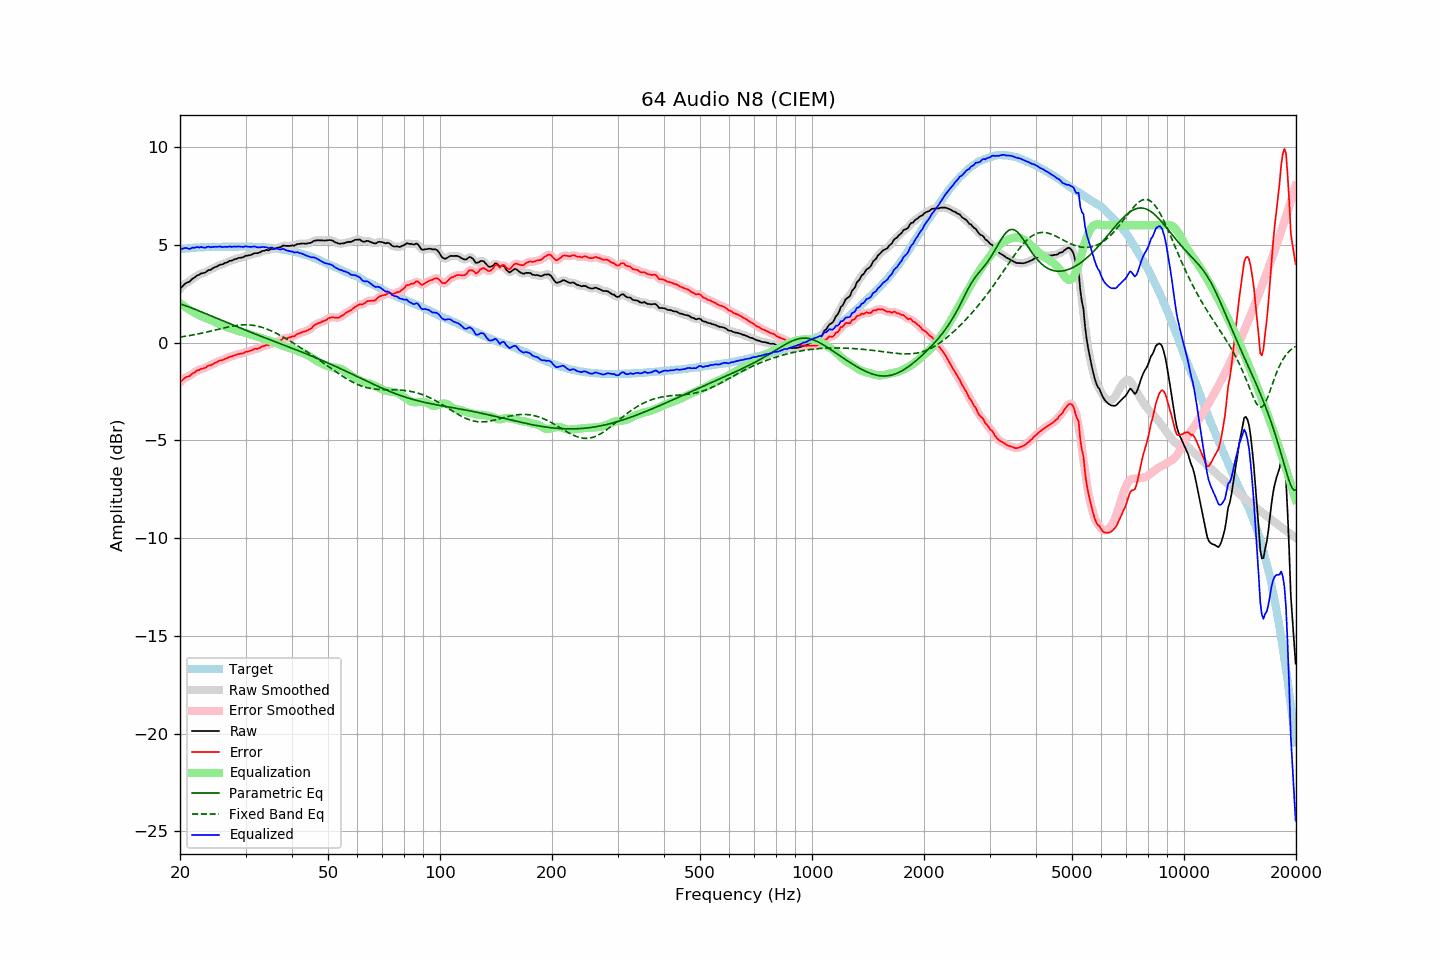 64 Audio N8 (CIEM)
Amplitude (dBr)
10
5
0
−5
−10
−15
−20
−25
Target
Raw Smoothed
Error Smoothed
Raw
Error
Equalization
Parametric Eq
Fixed Band Eq
Equalized
20 50 100 200 500 1000 2000 5000 10000 20000
Frequency (Hz)